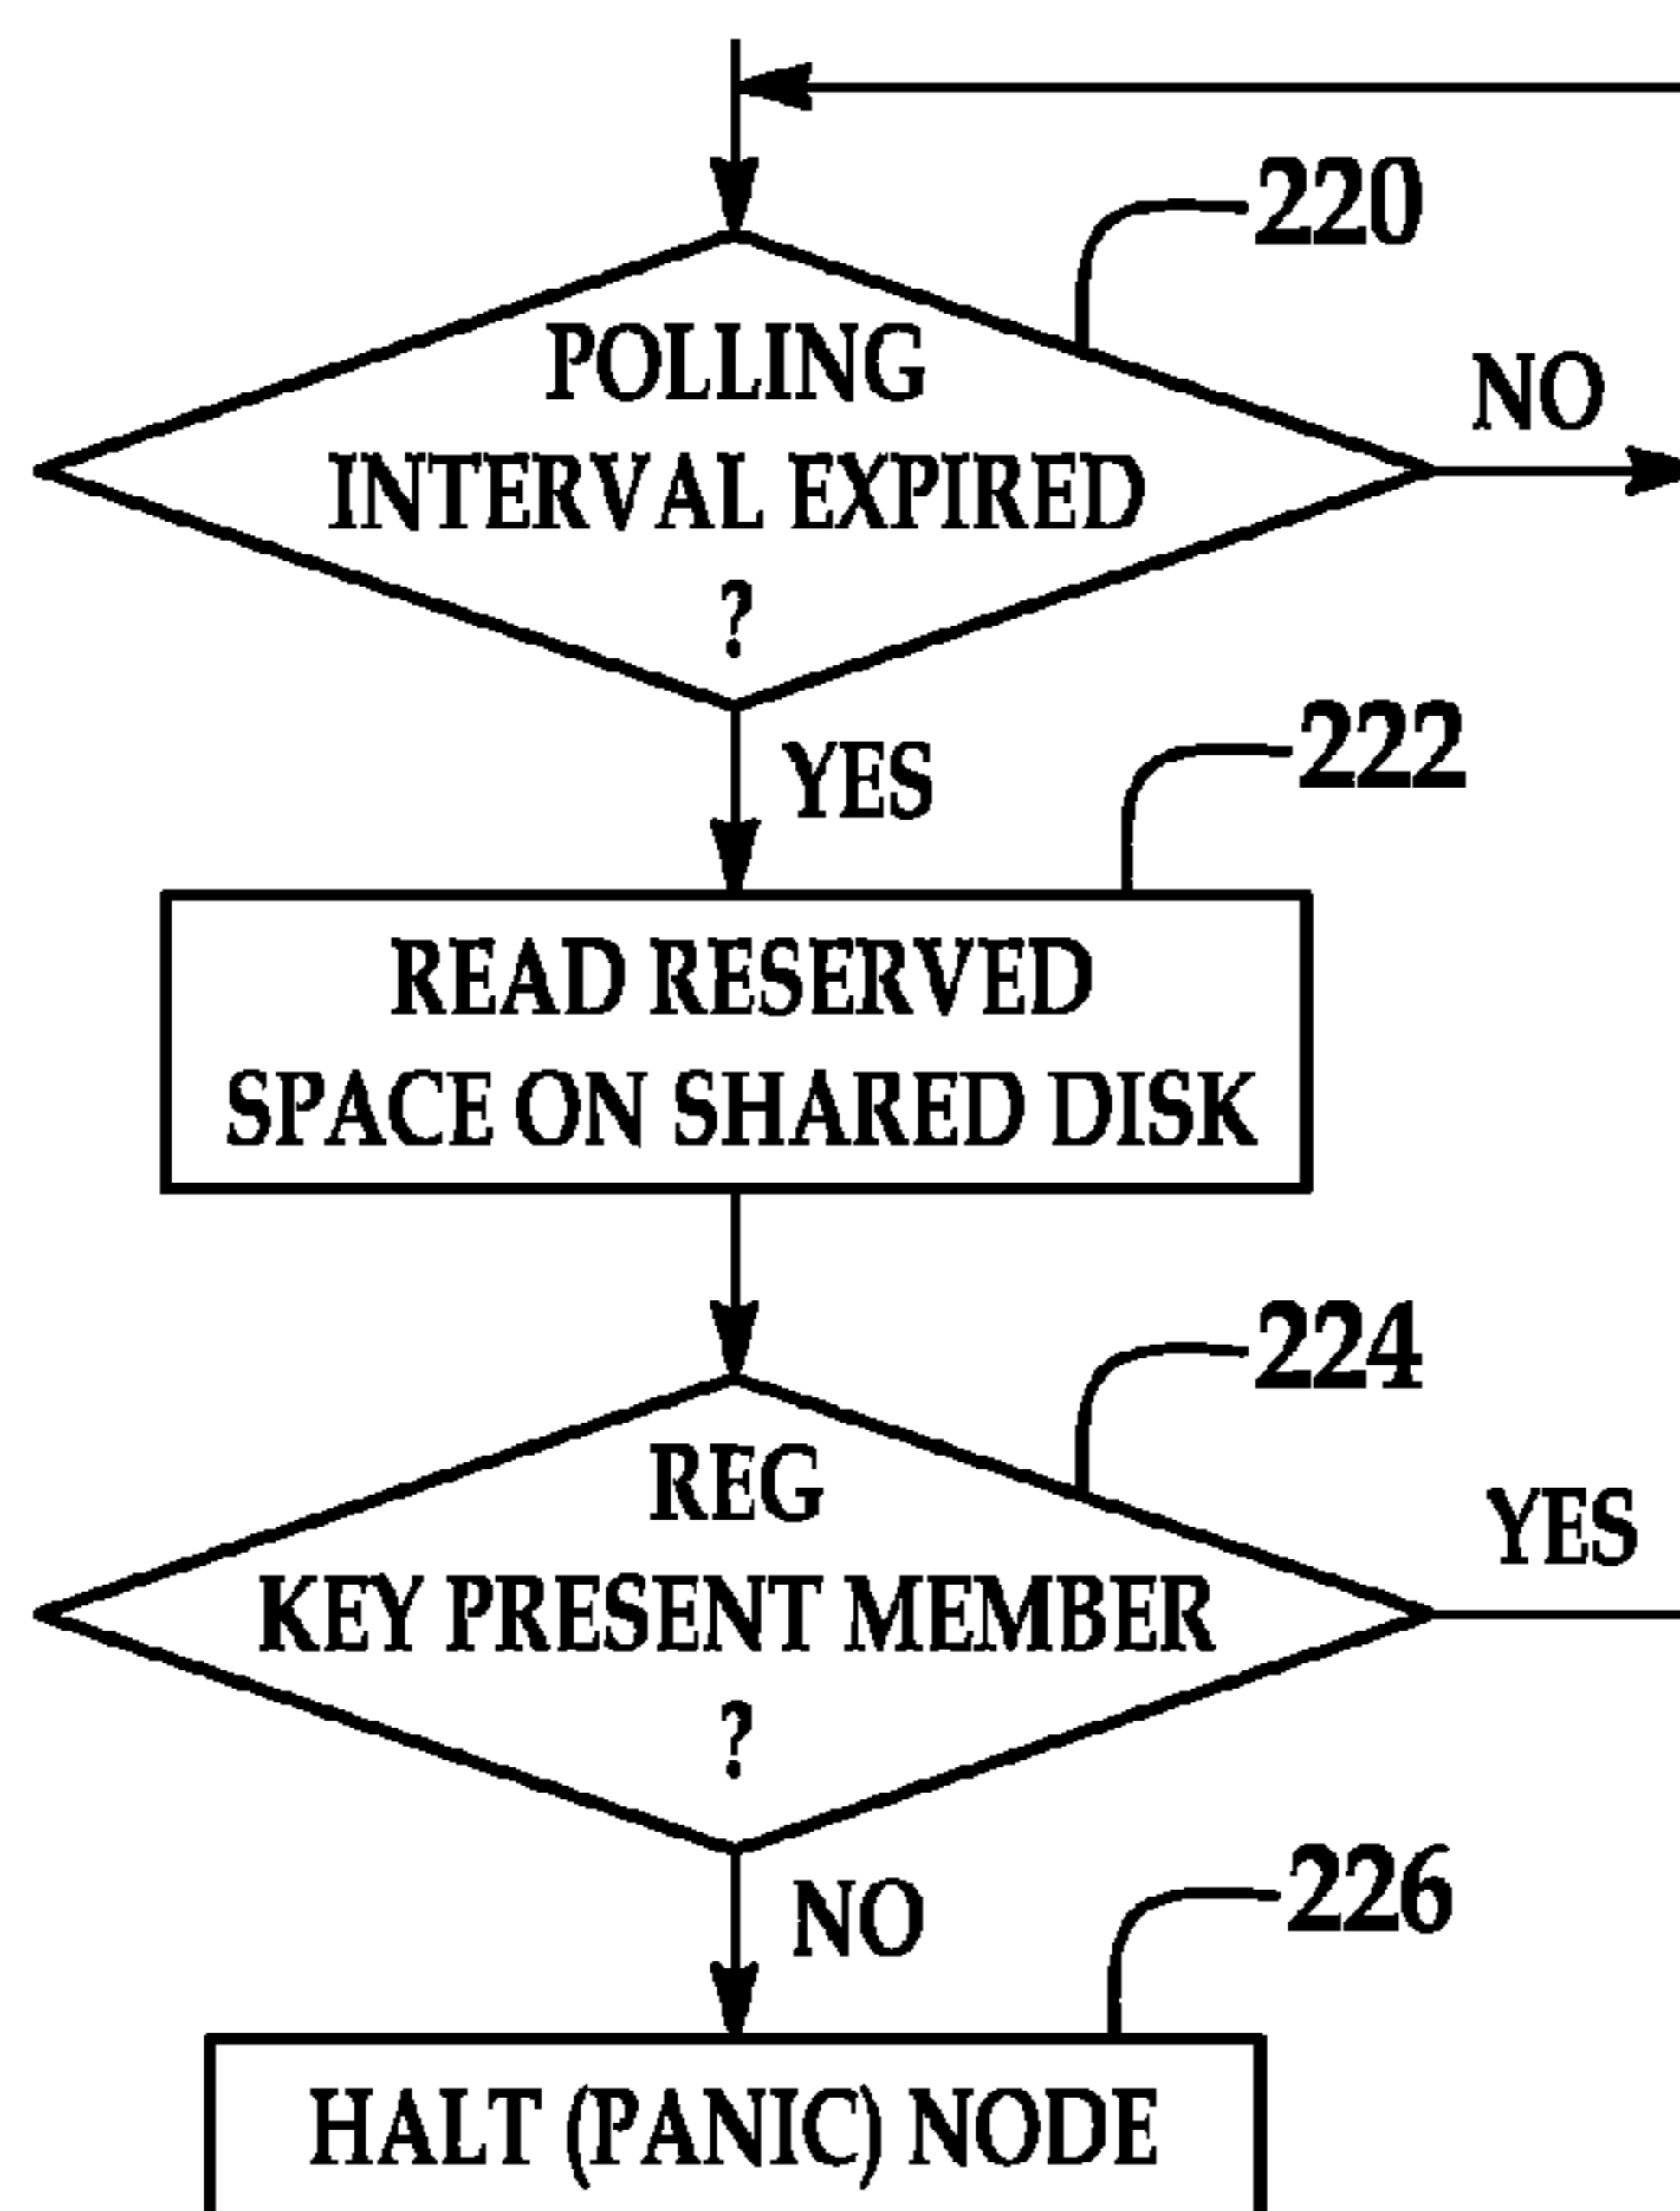 220
POLLING
INTERVAL EXPIRED
?
NO
YES
222
READ RESERVED
SPACE ON SHARED DISK
224
REG
KEY PRESENT MEMBER
?
YES
NO
226
HALT (PANIC) NODE